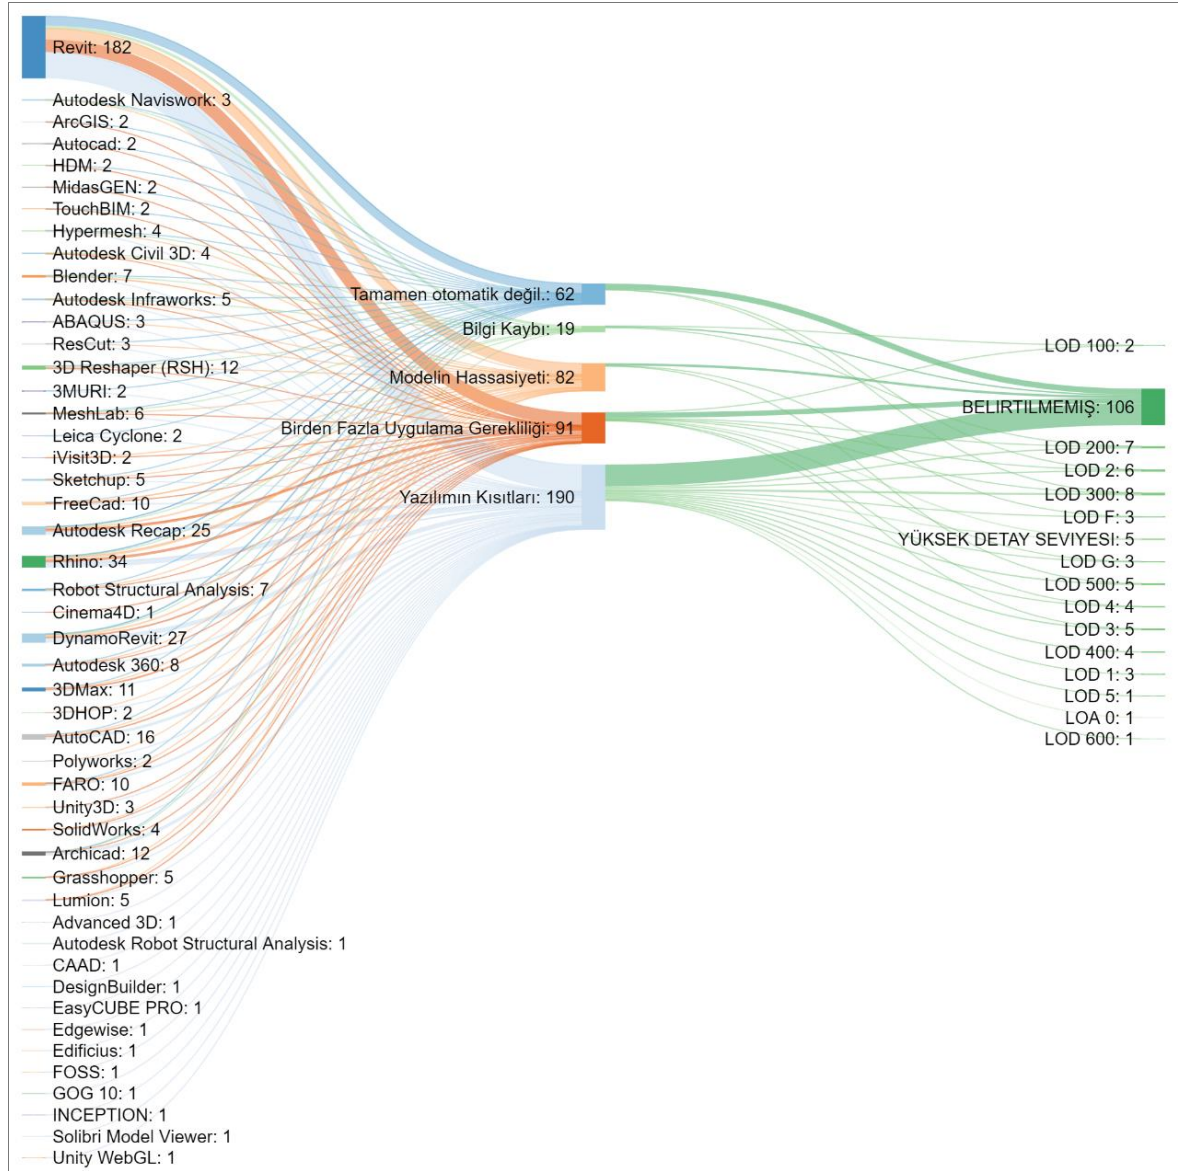 Revit: 182
Autodesk Naviswork: 3
ArcGIS: 2
Autocad: 2
HDM: 2
MidasGEN: 2
TouchBIM: 2
Hypermesh: 4
Autodesk Civil 3D: 4
Blender: 7
Autodesk Infraworks: 5
ABAQUS: 3
ResCut: 3
3D Reshaper (RSH): 12
3MURI: 2
MeshLab: 6
Leica Cyclone: 2
iVisit3D: 2
Sketchup: 5
FreeCad: 10
Autodesk Recap: 25
Rhino: 34
Robot Structural Analysis: 7
Cinema4D: 1
DynamoRevit: 27
Autodesk 360: 8
3DMax: 11
3DHOP: 2
AutoCAD: 16
Polyworks: 2
FARO: 10
Unity3D: 3
SolidWorks: 4
Archicad: 12
Grasshopper: 5
Lumion: 5
Advanced 3D: 1
Autodesk Robot Structural Analysis: 1
CAAD: 1
DesignBuilder: 1
EasyCUBE PRO: 1
Edgewise: 1
Edificius: 1
FOSS: 1
GOG 10: 1
INCEPTION: 1
Solibri Model Viewer: 1
Unity WebGL: 1
Tamamen otomatik değil.: 62
Bilgi Kaybı: 19
Modelin Hassasiyeti: 82
Birden Fazla Uygulama Gerekliliği: 91
Yazılımın Kısıtları: 190
LOD 100: 2
BELIRTILMEMIŞ: 106
LOD 200: 7
LOD 2: 6
LOD 300: 8
LOD F: 3
YÜKSEK DETAY SEVIYESI: 5
LOD G: 3
LOD 500: 5
LOD 4: 4
LOD 3: 5
LOD 400: 4
LOD 1: 3
LOD 5: 1
LOA 0: 1
LOD 600: 1